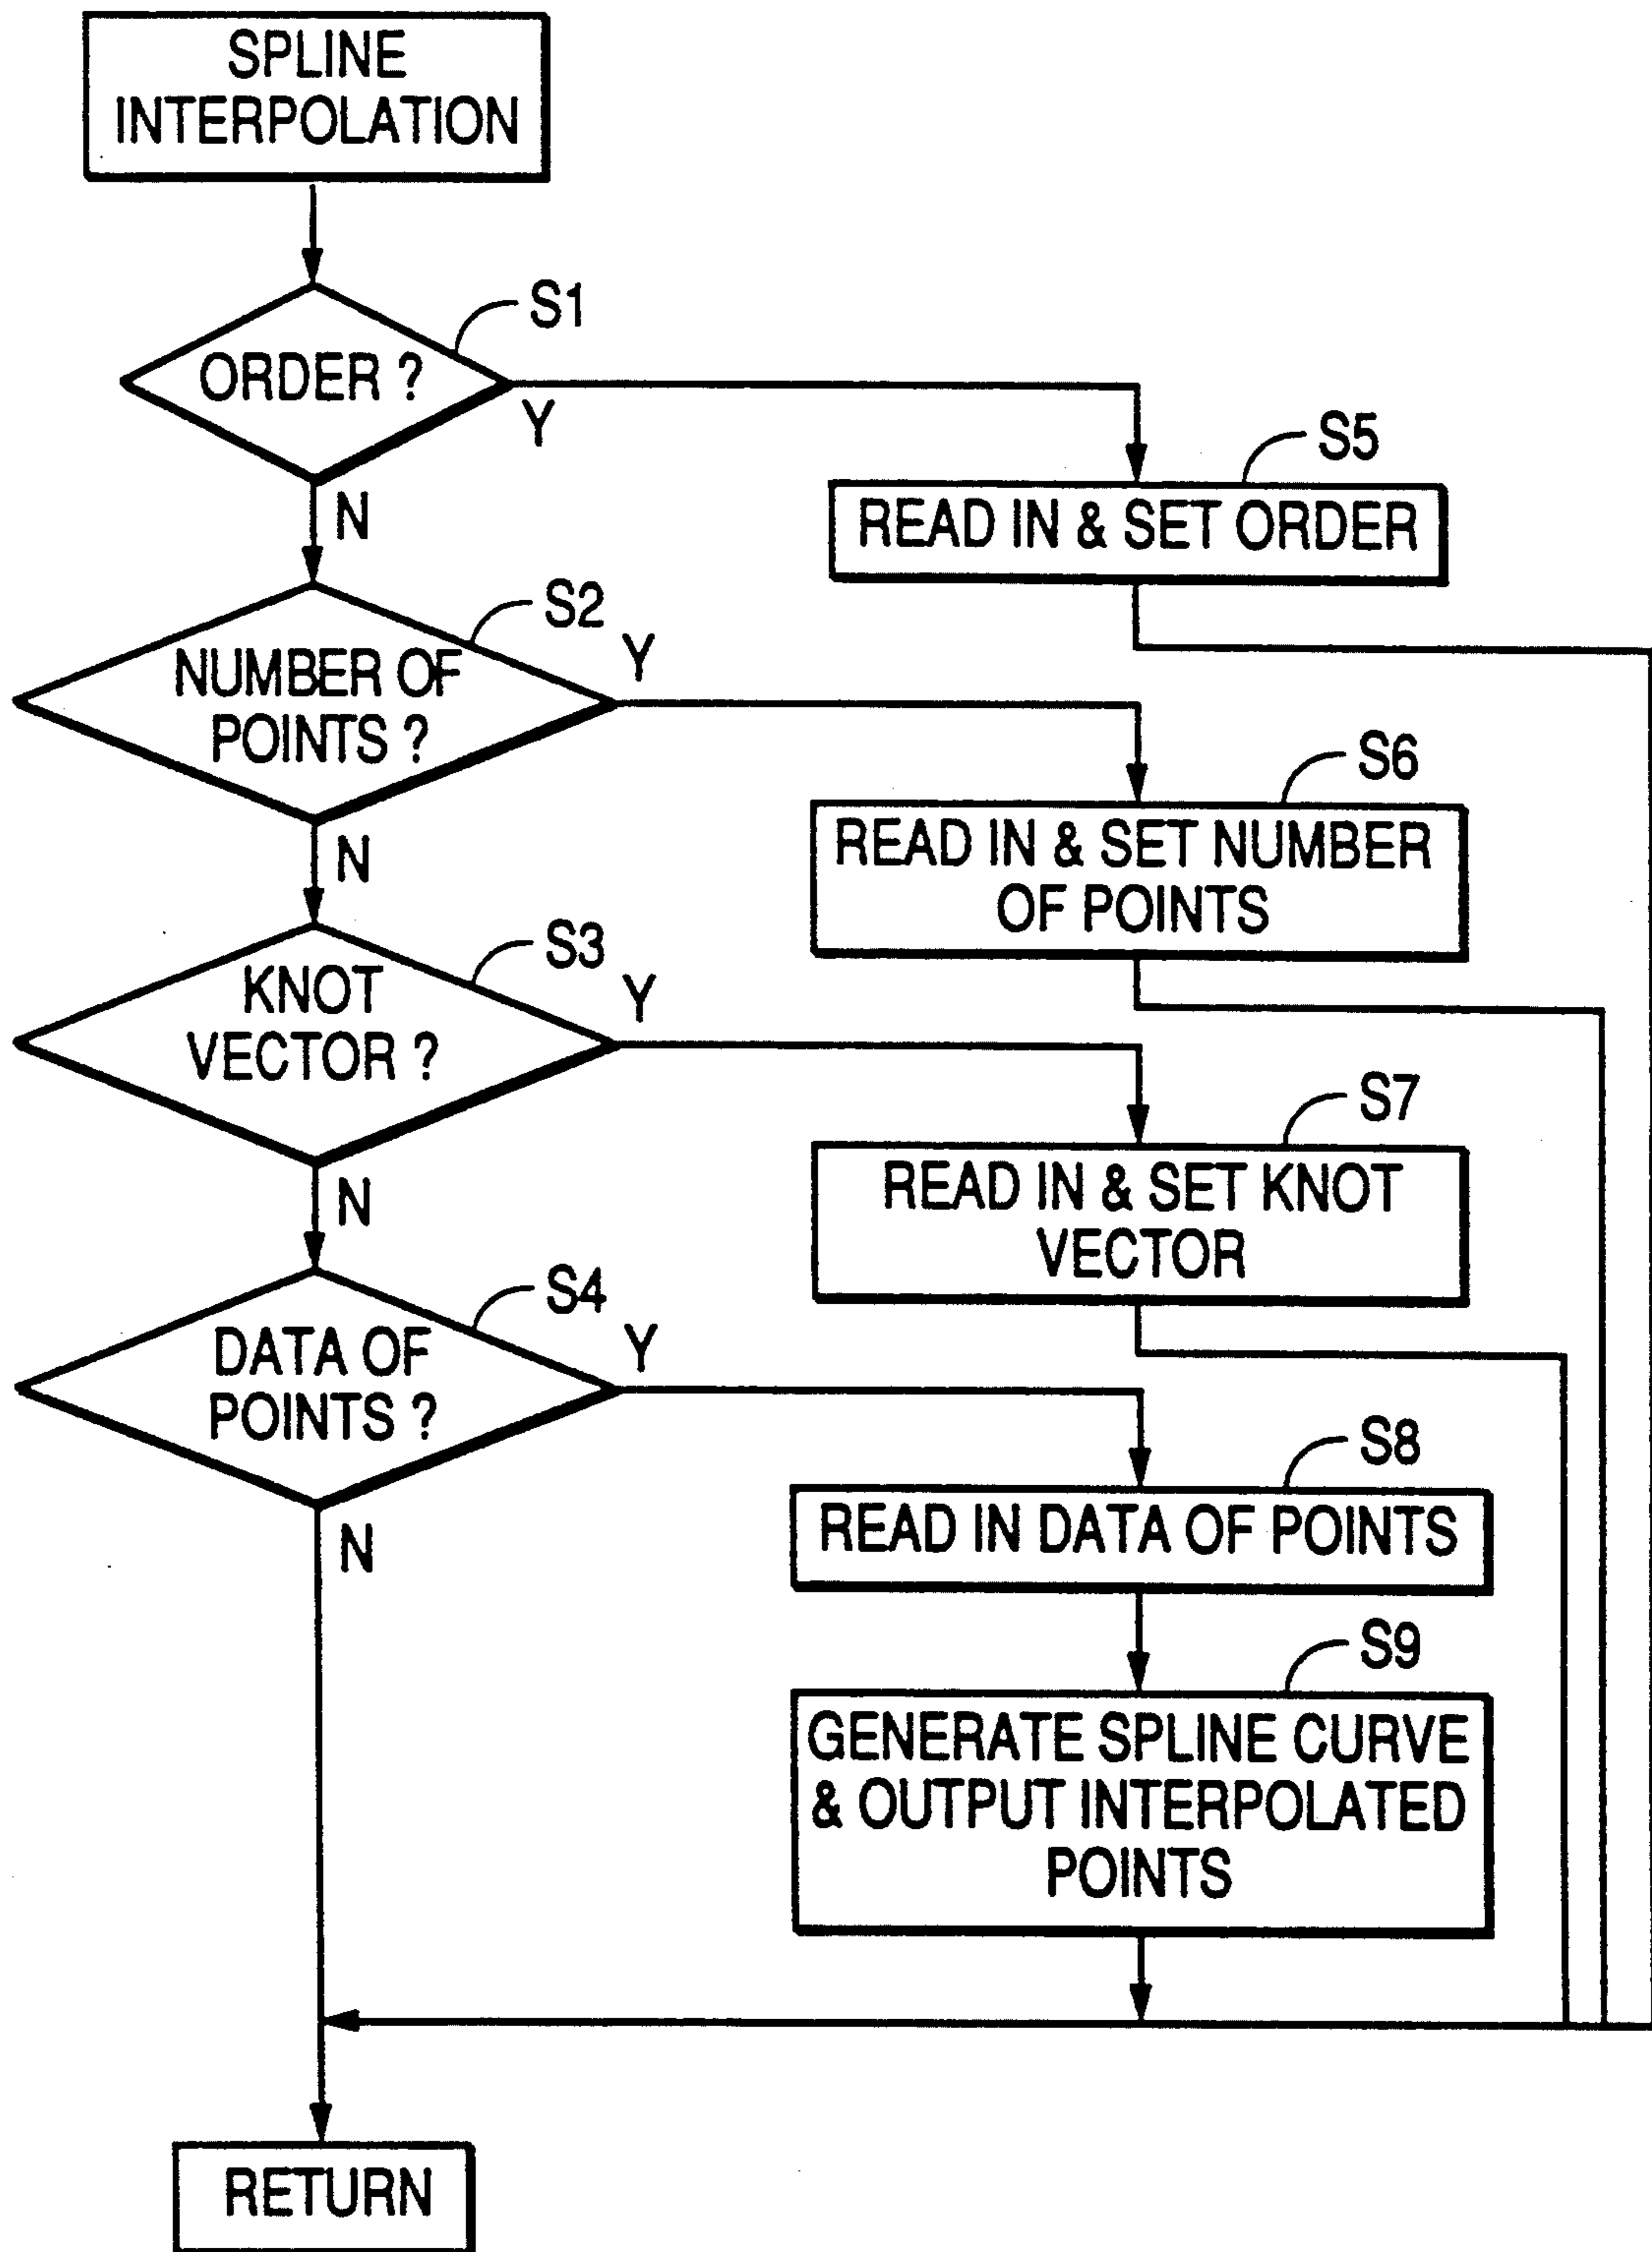 SPLINE
INTERPOLATION
S1
ORDER ?
Y
N
S5
READ IN & SET ORDER
S2
NUMBER OF
POINTS ?
Y
N
S6
READ IN & SET NUMBER
OF POINTS
S3
KNOT
VECTOR ?
Y
N
S7
READ IN & SET KNOT
VECTOR
S4
DATA OF
POINTS ?
Y
N
S8
READ IN DATA OF POINTS
S9
GENERATE SPLINE CURVE
& OUTPUT INTERPOLATED
POINTS
RETURN